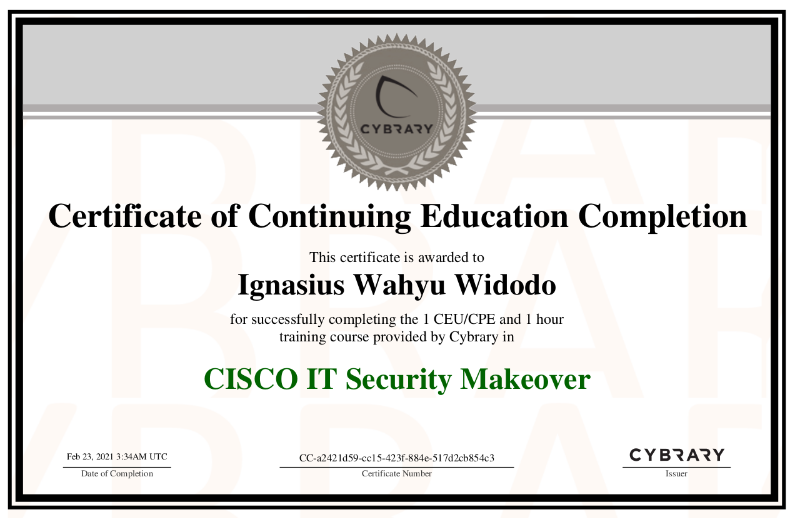 CYBRARY
Certificate of Continuing Education Completion
This certificate is awarded to
Ignasius Wahyu Widodo
for successfully completing the 1 CEU/CPE and 1 hour
training course provided by Cybrary in
CISCO IT Security Makeover
Feb 23, 2021 3:34AM UTC
Date of Completion
CC-a2421d59-cc15-423f-884e-517d2cb854c3
Certificate Number
CYBRARY
Issuer